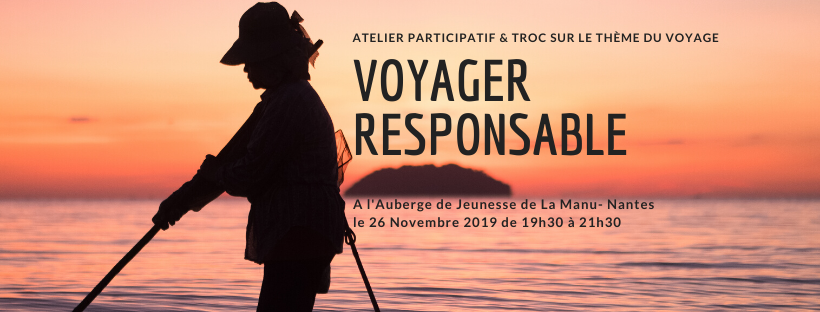 ATELIER PARTICIPATIF & TROC SUR LE THÈME DU VOYAGE
VOYAGER
RESPONSABLE
A l'Auberge de Jeunesse de La Manu- Nantes
le 26 Novembre 2019 de 19h30 à 21h30